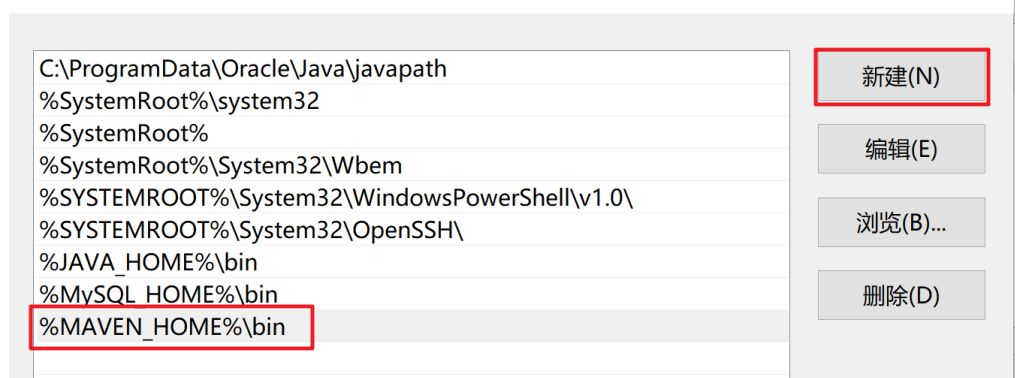 C:\ProgramData\Oracle\Java\javapath
%SystemRoot%\system32
%SystemRoot%
%SystemRoot%\System32\Wbem
%SYSTEMROOT%\System32\WindowsPowerShell\v1.0\
%SYSTEMROOT%\System32\OpenSSH\
%JAVA_HOME%\bin
%MySQL_HOME%\bin
%MAVEN_HOME%\bin
新建(N)
编辑(E)
浏览(B)...
删除(D)